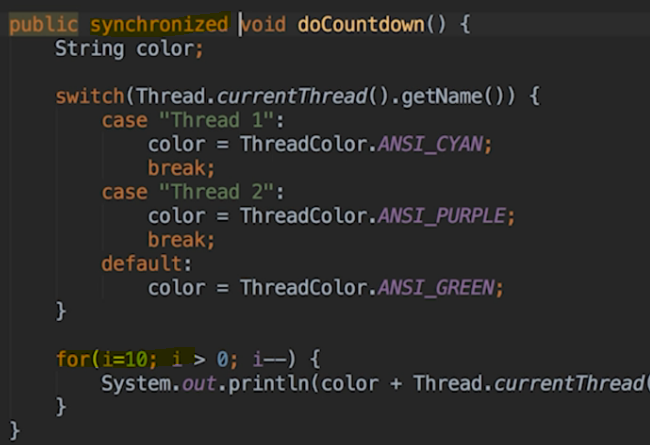 public synchronized void doCountdown() {
String color;
switch(Thread.currentThread().getName()) {
case "Thread 1":
color = ThreadColor.ANSI_CYAN;
break;
case "Thread 2":
color = ThreadColor.ANSI_PURPLE;
break;
default:
color = ThreadColor.ANSI_GREEN;
}
for(i=10; i > 0; i--) {
System.out.println(color + Thread.currentThread(
}
}